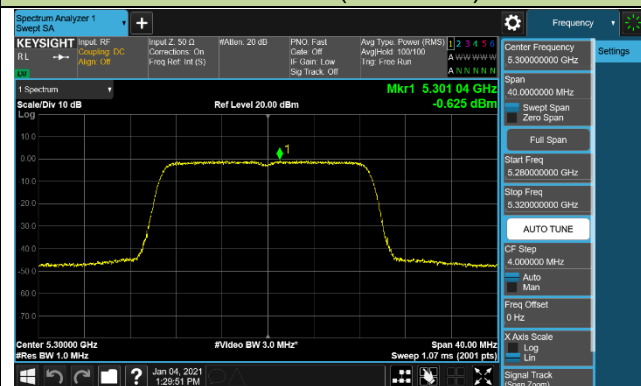 Spectrum Analyzer 1
Swept SA
+
Frequency
KEYSIGHT
RL
Input: RF
Coupling: DC
Align: Off
Input Z: 50 Ω
Corrections: On
Freq Ref: Int (S)
#Atten: 20 dB
PNO: Fast
Gate: Off
IF Gain: Low
Sig Track: Off
Avg Type: Power (RMS)
Avg|Hold: 100/100
Trig: Free Run
1 2 3 4 5 6
A W W W W W
A N N N N N
1 Spectrum
Scale/Div 10 dB
Ref Level 20.00 dBm
Mkr1 5.301 04 GHz
-0.625 dBm
Log
10.0
0.00
-10.0
-20.0
-30.0
-40.0
-50.0
-60.0
-70.0
1
Center 5.30000 GHz
#Video BW 3.0 MHz*
Span 40.00 MHz
#Res BW 1.0 MHz
Sweep 1.07 ms (2001 pts)
Jan 04, 2021
1:29:51 PM
?
Center Frequency
5.300000000 GHz
Settings
Span
40.0000000 MHz
Swept Span
Zero Span
Full Span
Start Freq
5.280000000 GHz
Stop Freq
5.320000000 GHz
AUTO TUNE
CF Step
4.000000 MHz
Auto
Man
Freq Offset
0 Hz
X Axis Scale
Log
Lin
Signal Track
(Span Zoom)